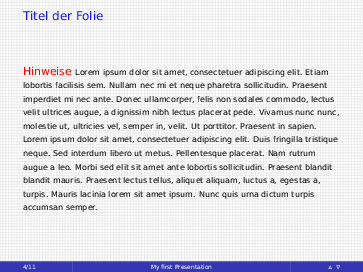 Titel der Folie
Hinweise Lorem ipsum dolor sit amet, consectetuer adipiscing elit. Etiam
lobortis facilisis sem. Nullam nec mi et neque pharetra sollicitudin. Praesent
imperdiet mi nec ante. Donec ullamcorper, felis non sodales commodo, lectus
velit ultrices augue, a dignissim nibh lectus placerat pede. Vivamus nunc nunc,
molestie ut, ultricies vel, semper in, velit. Ut porttitor. Praesent in sapien.
Lorem ipsum dolor sit amet, consectetuer adipiscing elit. Duis fringilla tristique
neque. Sed interdum libero ut metus. Pellentesque placerat. Nam rutrum
augue a leo. Morbi sed elit sit amet ante lobortis sollicitudin. Praesent blandit
blandit mauris. Praesent lectus tellus, aliquet aliquam, luctus a, egestas a,
turpis. Mauris lacinia lorem sit amet ipsum. Nunc quis urna dictum turpis
accumsan semper.
4/11 My first Presentation